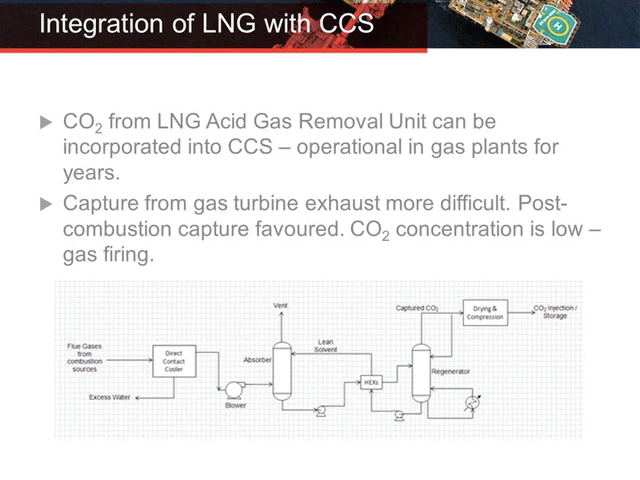 Integration of LNG with CCS
CO₂ from LNG Acid Gas Removal Unit can be
incorporated into CCS – operational in gas plants for
years.
Capture from gas turbine exhaust more difficult. Post-
combustion capture favoured. CO₂ concentration is low –
gas firing.
Vent
Captured CO₂
Drying &
Compression
CO₂ Injection /
Storage
Flue Gases
from
combustion
sources
Direct
Contact
Cooler
Absorber
Lean
Solvent
HEXs
Regenerator
Excess Water
Blower
H